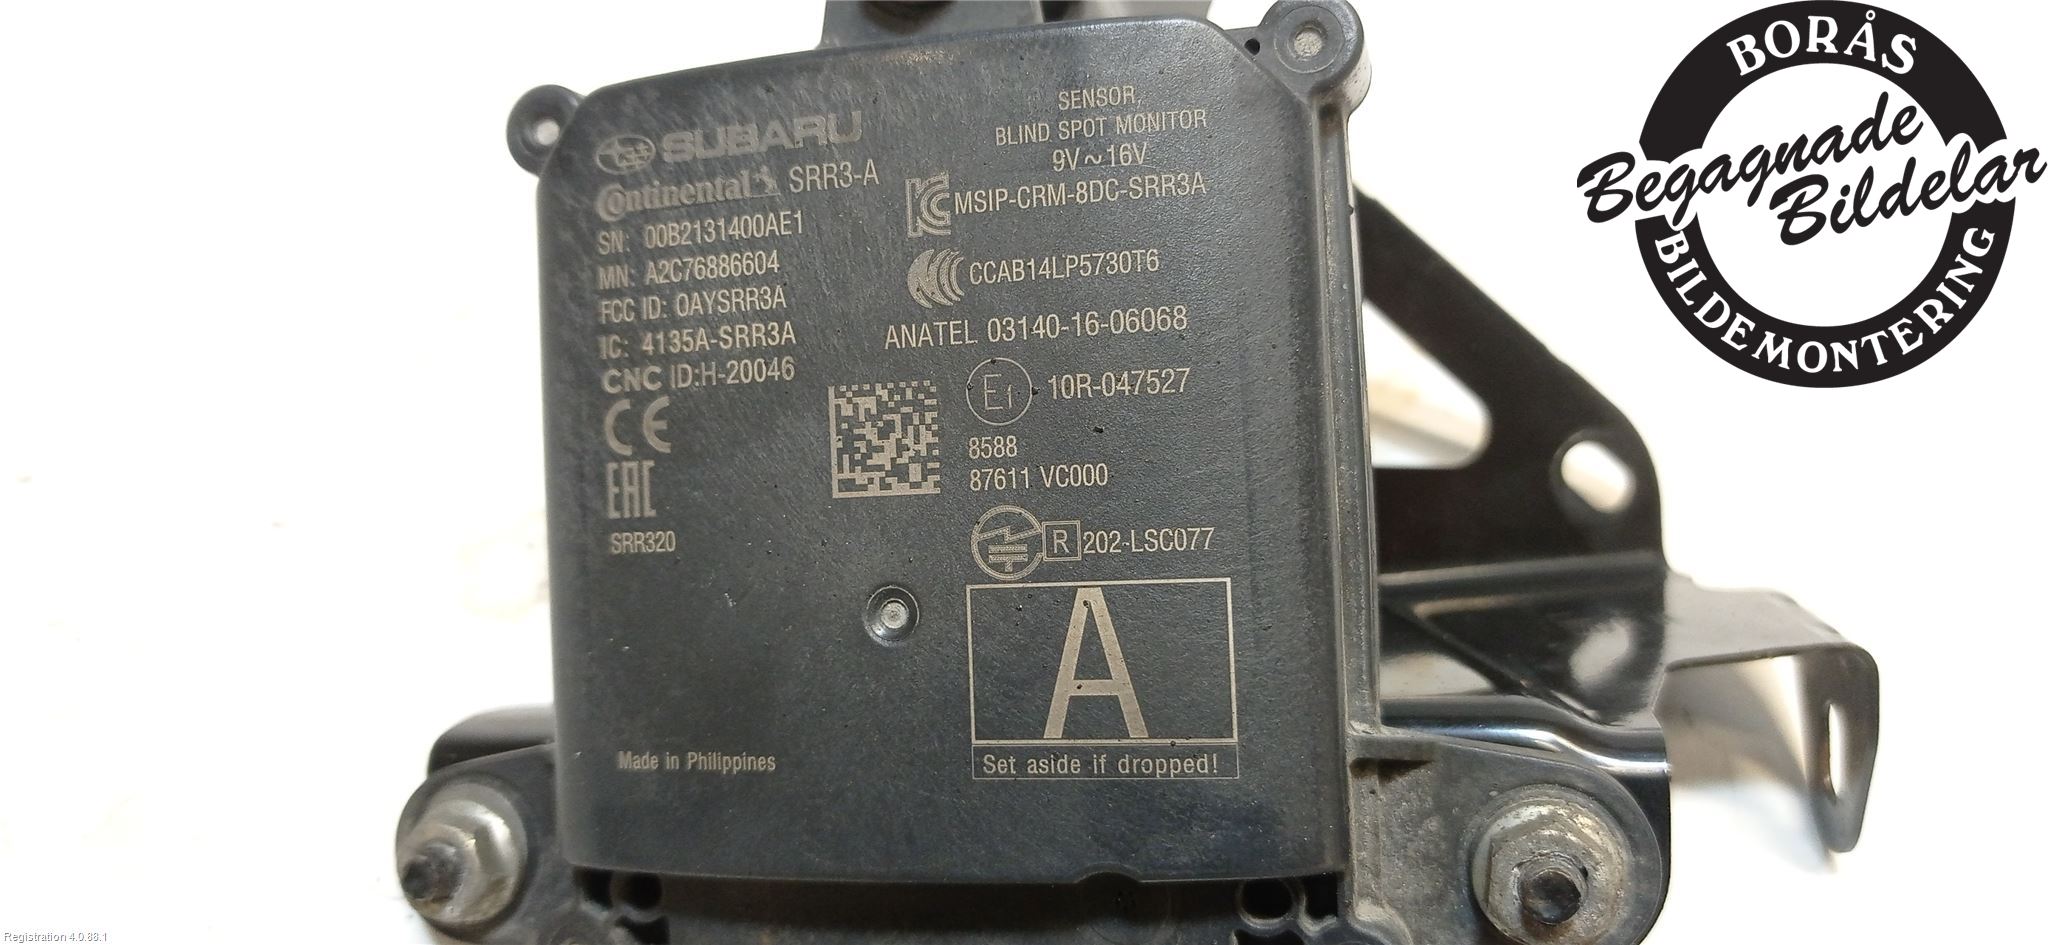 SUBARU
Continental SRR3-A
SN: 00B2131400AE1
MN: A2C76886604
FCC ID: OAYSRR3A
IC: 4135A-SRR3A
CNC ID:H-20046
CE
EAC
SRR320
Made in Philippines
SENSOR,
BLIND SPOT MONITOR
9V~16V
MSIP-CRM-8DC-SRR3A
CCAB14LP5730T6
ANATEL 03140-16-06068
E1 10R-047527
8588
87611 VC000
R 202-LSC077
A
Set aside if dropped!
BORÅS
Begagnade
Bildelar
BILDEMONTERING
Registration 4.0.88.1